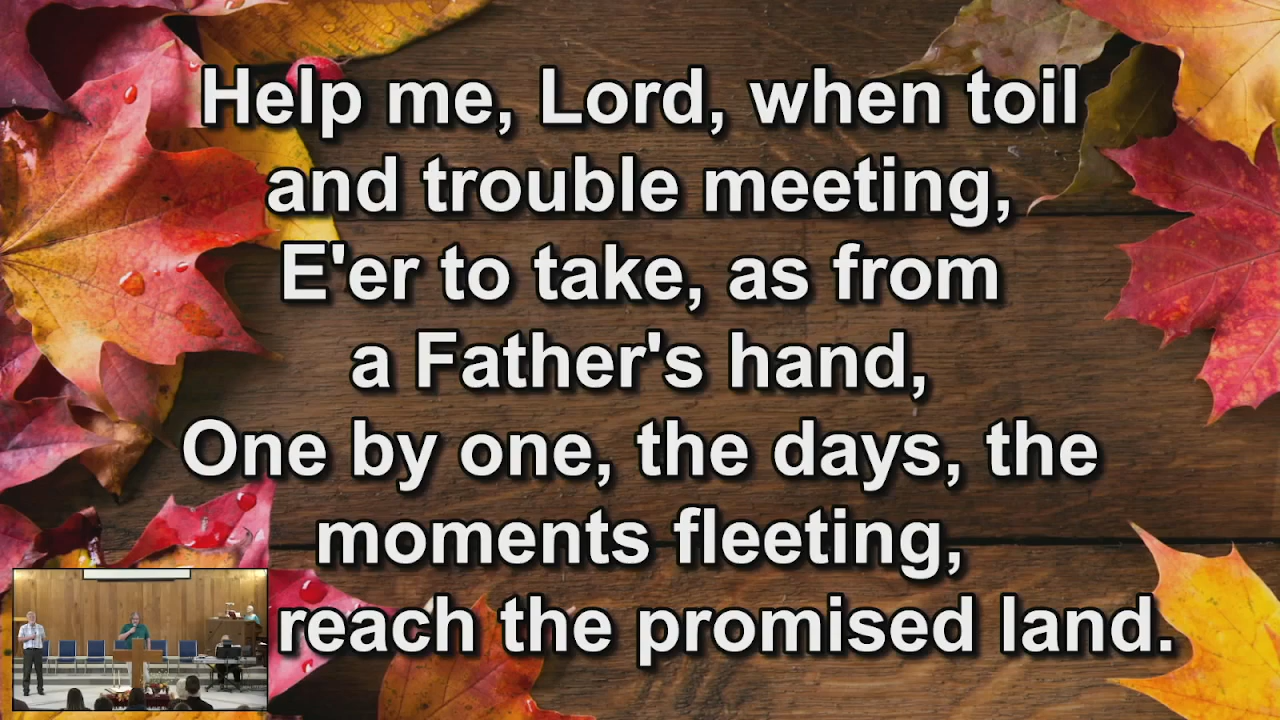 Help me, Lord, when toil
and trouble meeting,
E'er to take, as from
a Father's hand,
One by one, the days, the
moments fleeting,
reach the promised land.